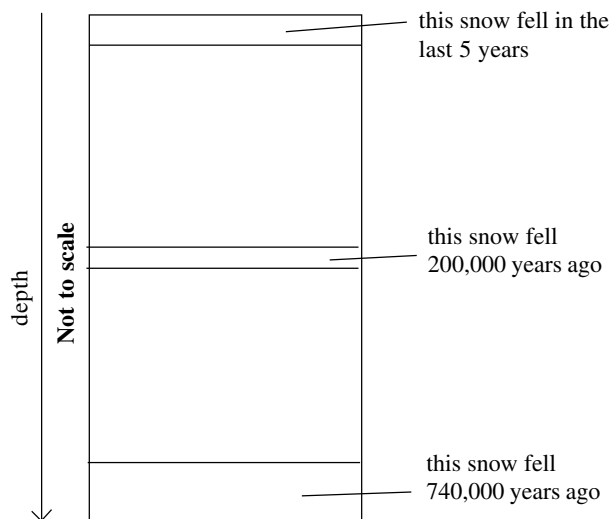 this snow fell in the
last 5 years
depth
Not to scale
this snow fell
200,000 years ago
this snow fell
740,000 years ago